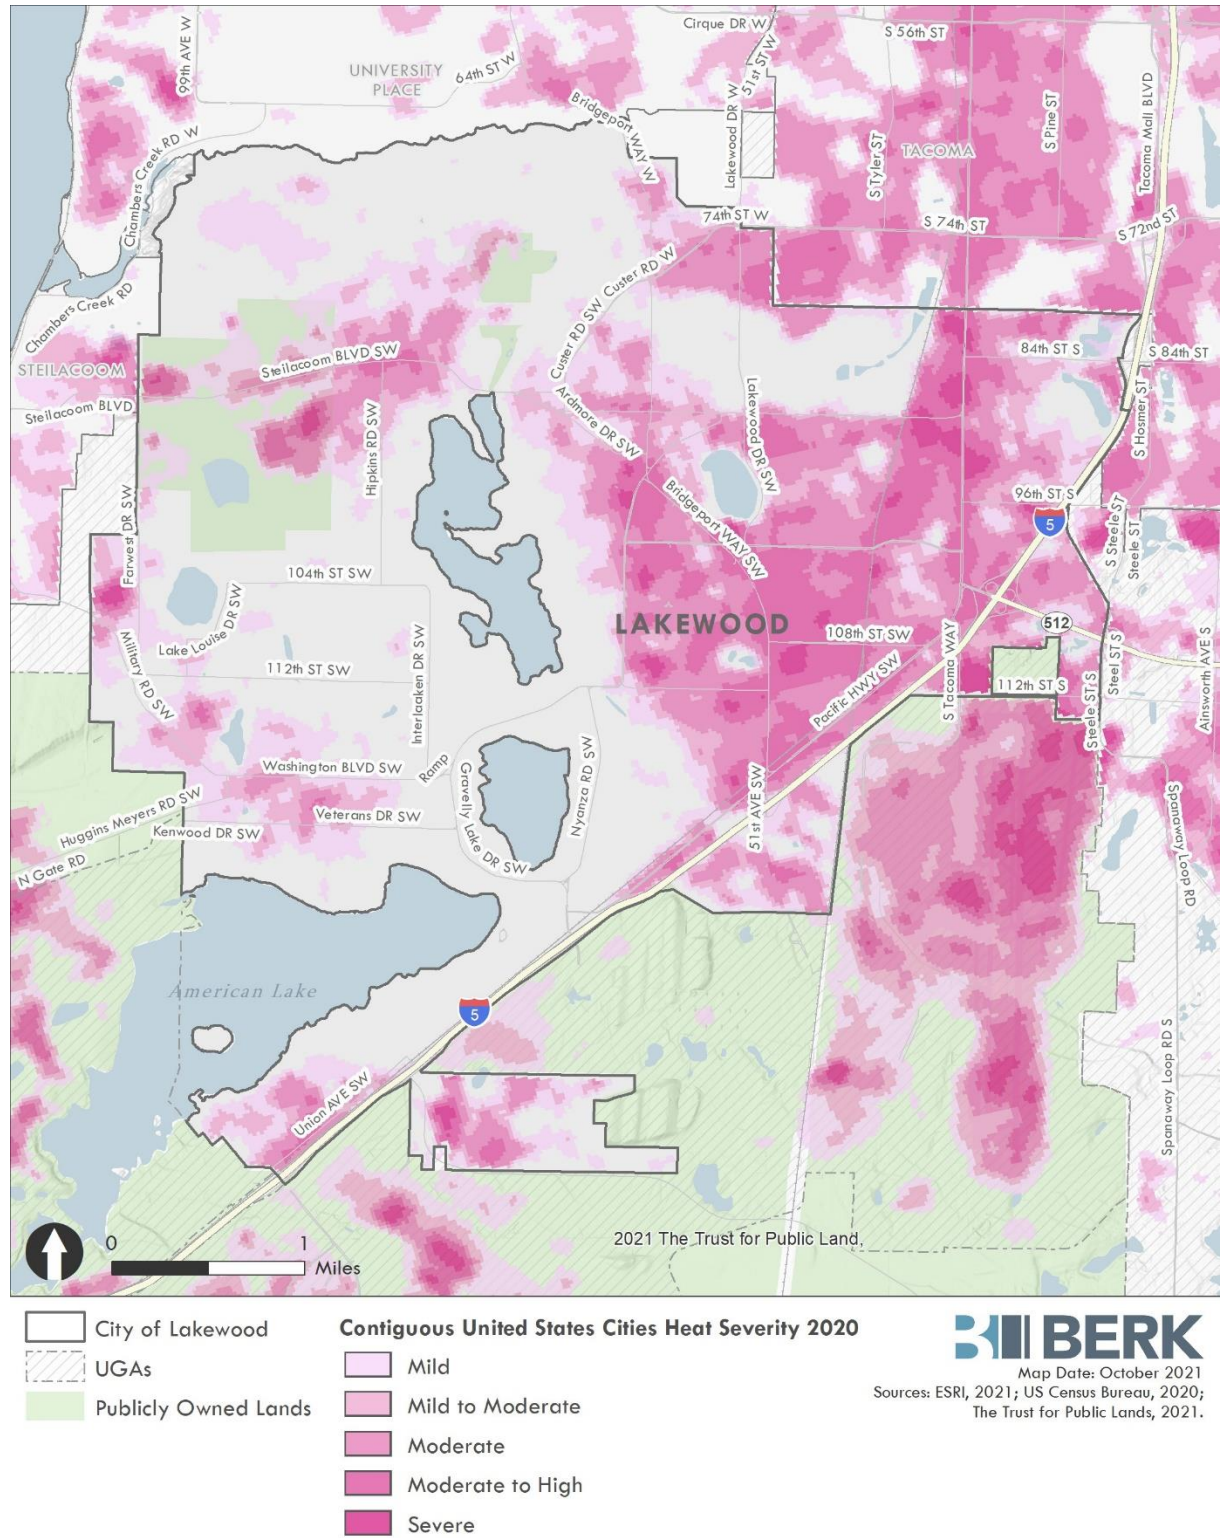 Cirque DR W
S 56th ST
99th AVE W
UNIVERSITY
PLACE
64th ST W
51st ST W
Bridgeport WAY W
Lakewood DR W
S Tyler ST
S Pine ST
Tacoma Mall BLVD
TACOMA
Chambers Creek RD W
74th ST W
S 74th ST
S 72nd ST
Custer RD W
Chambers Creek RD
Custer RD SW
Steilacoom BLVD SW
84th ST S
S 84th ST
STEILACOOM
Steilacoom BLVD
Ardmore DR SW
Lakewood DR SW
S Hosmer ST
Hipkins RD SW
Bridgeport WAY SW
96th ST S
5
S Steele ST
Steele ST
Farwest DR SW
104th ST SW
Lake Louise DR SW
LAKEWOOD
108th ST SW
512
Military RD SW
112th ST SW
Interlaaken DR SW
Pacific HWY SW
S Tacoma WAY
112th ST S
Steel ST S
Steele ST S
Ainsworth AVE S
Washington BLVD SW
Ramp
Gravelly Lake DR SW
Nyanza RD SW
51st AVE SW
Huggins Meyers RD SW
Veterans DR SW
Kenwood DR SW
N Gate RD
Spanaway Loop RD
American Lake
5
Spanaway Loop RD S
Union AVE SW
2021 The Trust for Public Land,
0 1
Miles
City of Lakewood
UGAs
Publicly Owned Lands
Contiguous United States Cities Heat Severity 2020
Mild
Mild to Moderate
Moderate
Moderate to High
Severe
BERK
Map Date: October 2021
Sources: ESRI, 2021; US Census Bureau, 2020;
The Trust for Public Lands, 2021.